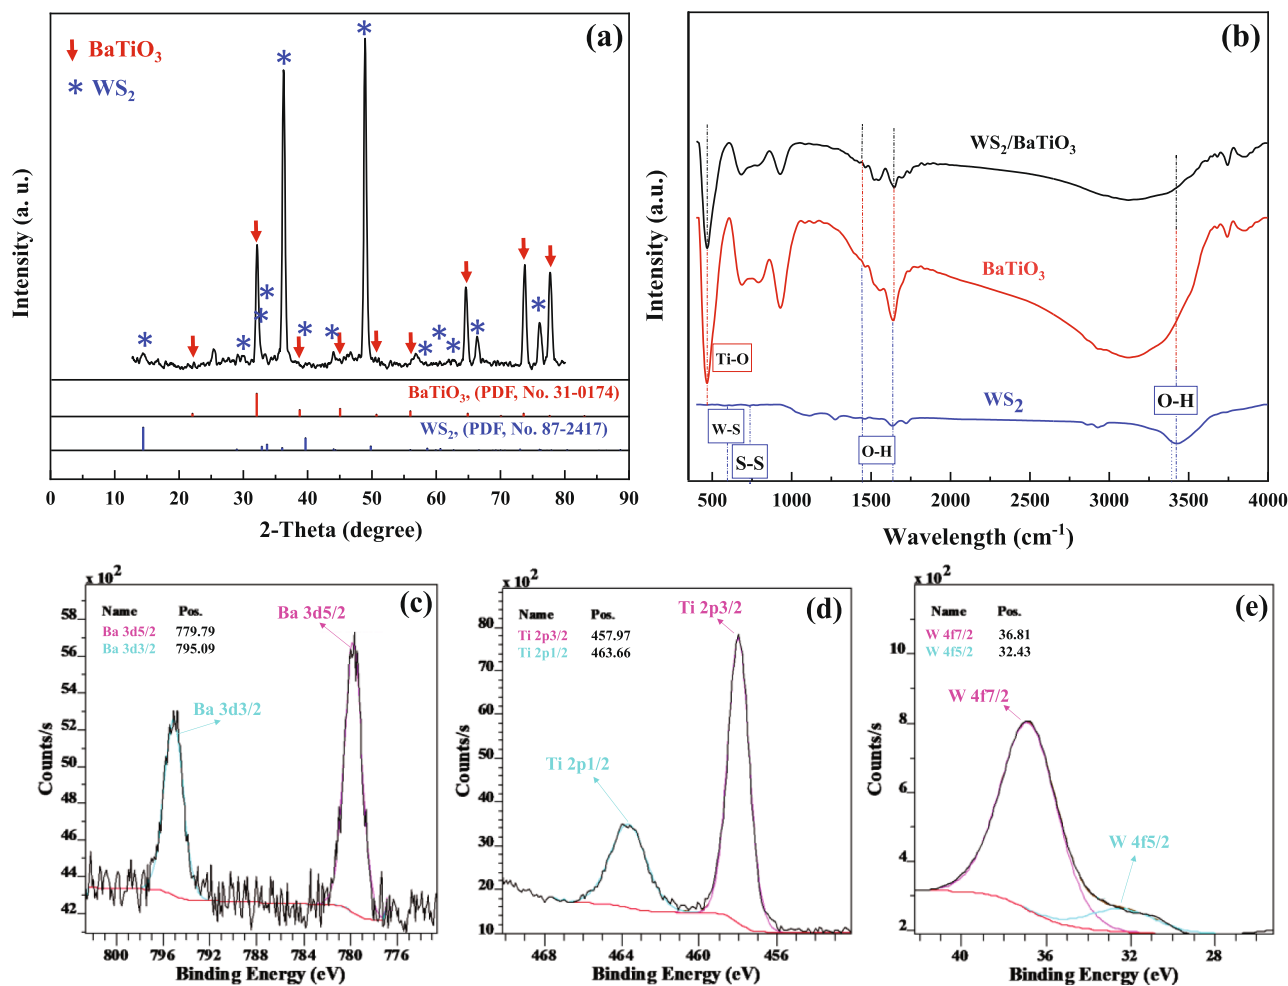 (a)
BaTiO3
* WS2
Intensity (a. u.)
BaTiO3, (PDF, No. 31-0174)
WS2, (PDF, No. 87-2417)
0 10 20 30 40 50 60 70 80 90
2-Theta (degree)
(b)
WS2/BaTiO3
BaTiO3
Ti-O
WS2
O-H
W-S
S-S
O-H
Intensity (a.u.)
500 1000 1500 2000 2500 3000 3500 4000
Wavelength (cm-1)
x 10²
(c)
Name Pos.
Ba 3d5/2 779.79
Ba 3d3/2 795.09
Ba 3d5/2
Ba 3d3/2
58
56
54
52
50
48
46
44
42
Counts/s
800 796 792 788 784 780 776
Binding Energy (eV)
x 10²
(d)
Name Pos.
Ti 2p3/2 457.97
Ti 2p1/2 463.66
Ti 2p3/2
Ti 2p1/2
80
70
60
50
40
30
20
10
Counts/s
468 464 460 456
Binding Energy (eV)
x 10²
(e)
Name Pos.
W 4f7/2 36.81
W 4f5/2 32.43
W 4f7/2
W 4f5/2
10
8
6
4
2
Counts/s
40 36 32 28
Binding Energy (eV)